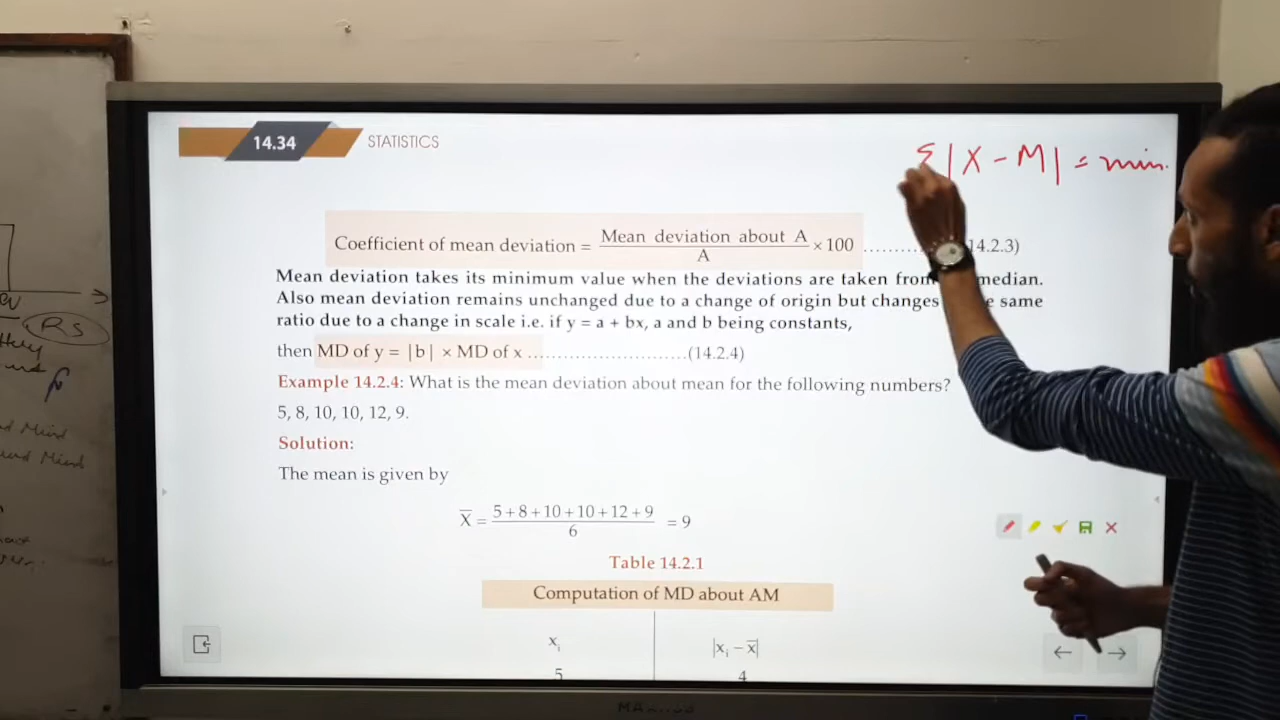 14.34 STATISTICS
Σ|X - M| = min.
Coefficient of mean deviation = Mean deviation about A / A × 100 .......... 14.2.3)
Mean deviation takes its minimum value when the deviations are taken from median.
Also mean deviation remains unchanged due to a change of origin but changes same
ratio due to a change in scale i.e. if y = a + bx, a and b being constants,
then MD of y = |b| × MD of x ..............................(14.2.4)
Example 14.2.4: What is the mean deviation about mean for the following numbers?
5, 8, 10, 10, 12, 9.
Solution:
The mean is given by
X̅ = 5+8+10+10+12+9 / 6 = 9
Table 14.2.1
Computation of MD about AM
xᵢ |xᵢ − x̅|
5 4
RS